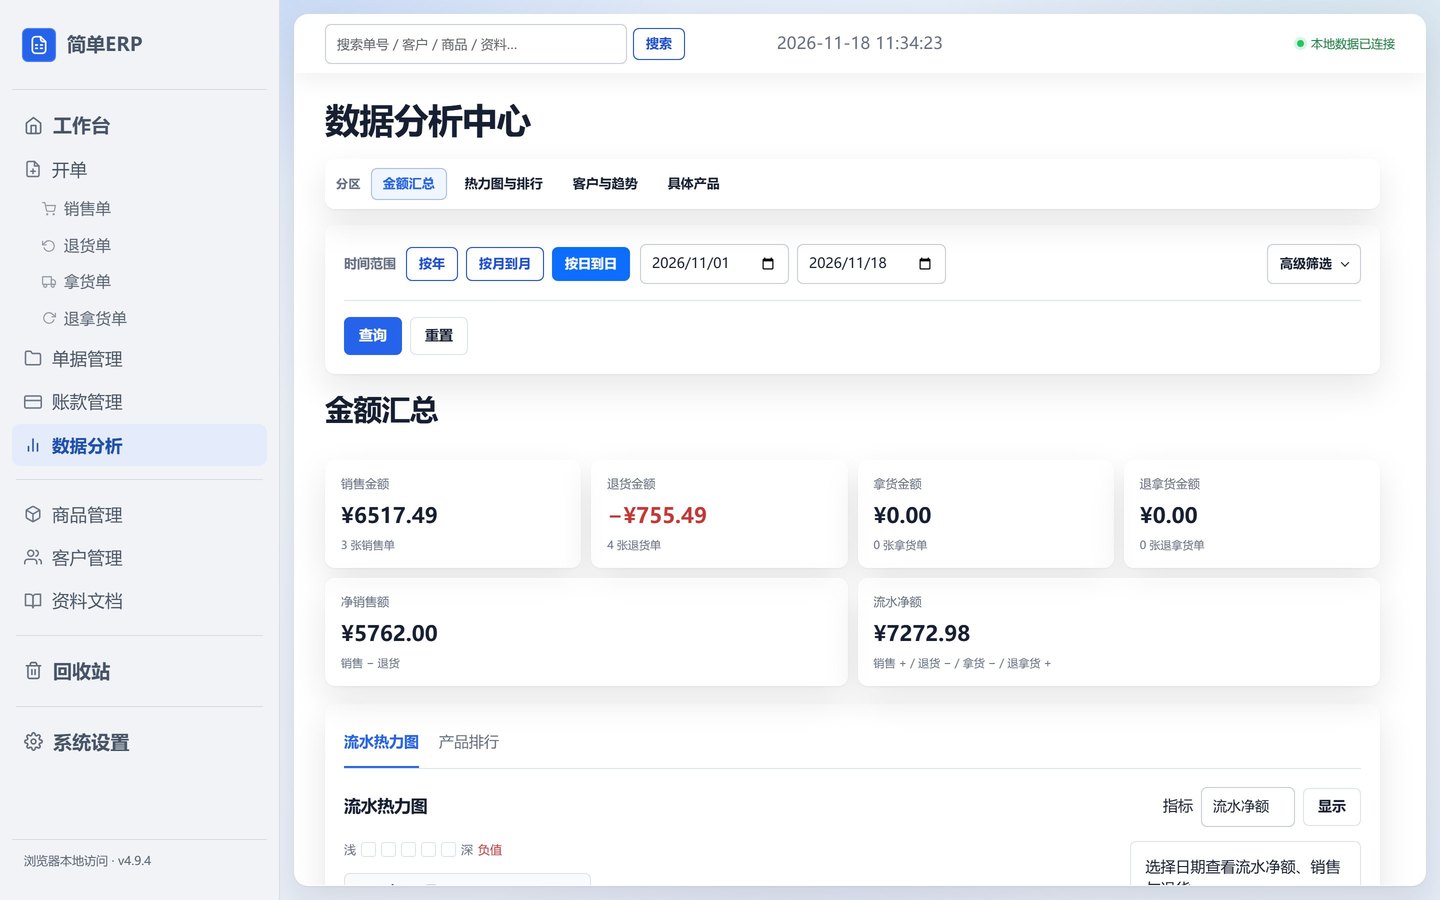 简单ERP
工作台
开单
销售单
退货单
拿货单
退拿货单
单据管理
账款管理
数据分析
商品管理
客户管理
资料文档
回收站
系统设置
浏览器本地访问 · v4.9.4
搜索单号 / 客户 / 商品 / 资料...
搜索
2026-11-18 11:34:23
本地数据已连接
数据分析中心
分区 金额汇总 热力图与排行 客户与趋势 具体产品
时间范围 按年 按月到月 按日到日 2026/11/01 2026/11/18 高级筛选
查询 重置
金额汇总
销售金额
¥6517.49
3 张销售单
退货金额
−¥755.49
4 张退货单
拿货金额
¥0.00
0 张拿货单
退拿货金额
¥0.00
0 张退拿货单
净销售额
¥5762.00
销售 − 退货
流水净额
¥7272.98
销售 + / 退货 − / 拿货 − / 退拿货 +
流水热力图 产品排行
流水热力图
指标 流水净额 显示
浅 深 负值
选择日期查看流水净额、销售